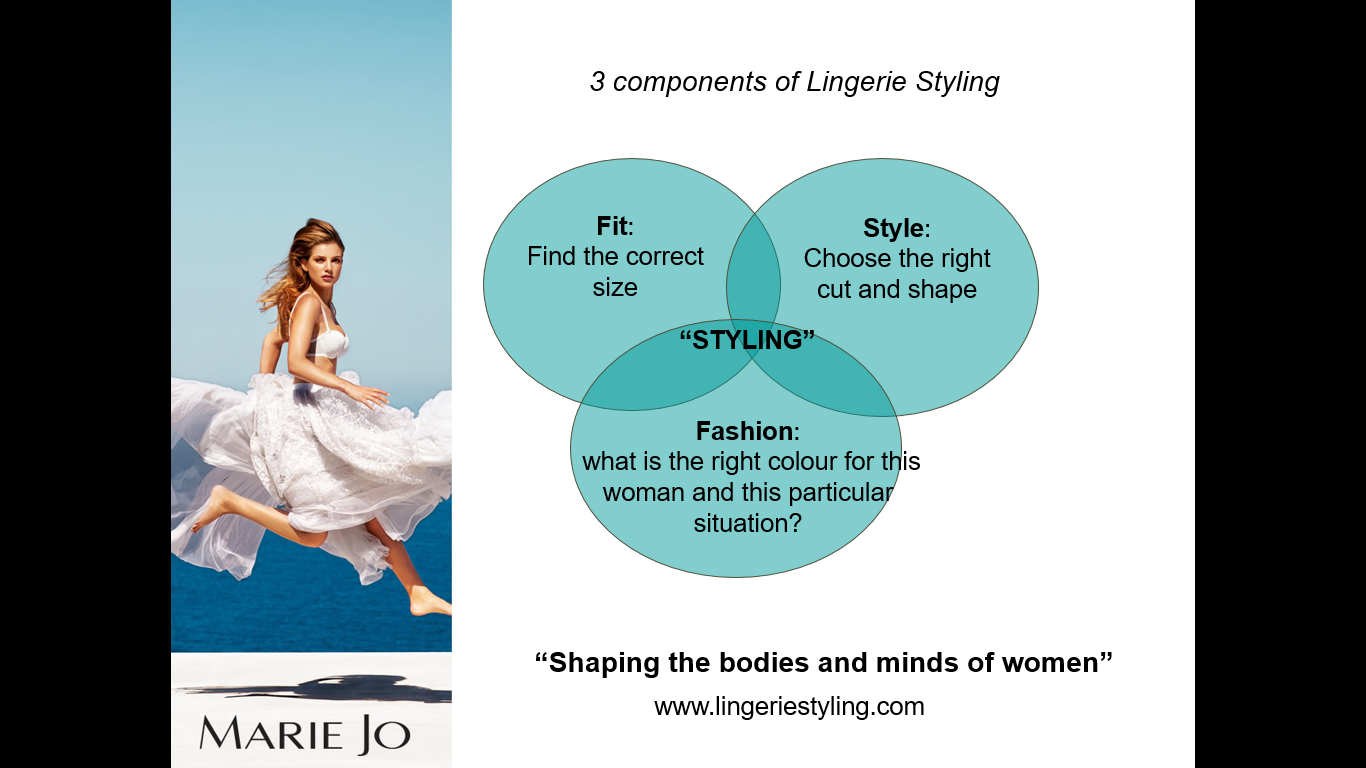 3 components of Lingerie Styling
Fit:
Find the correct
size
Style:
Choose the right
cut and shape
“STYLING”
Fashion:
what is the right colour for this
woman and this particular
situation?
“Shaping the bodies and minds of women”
www.lingeriestyling.com
MARIE JO